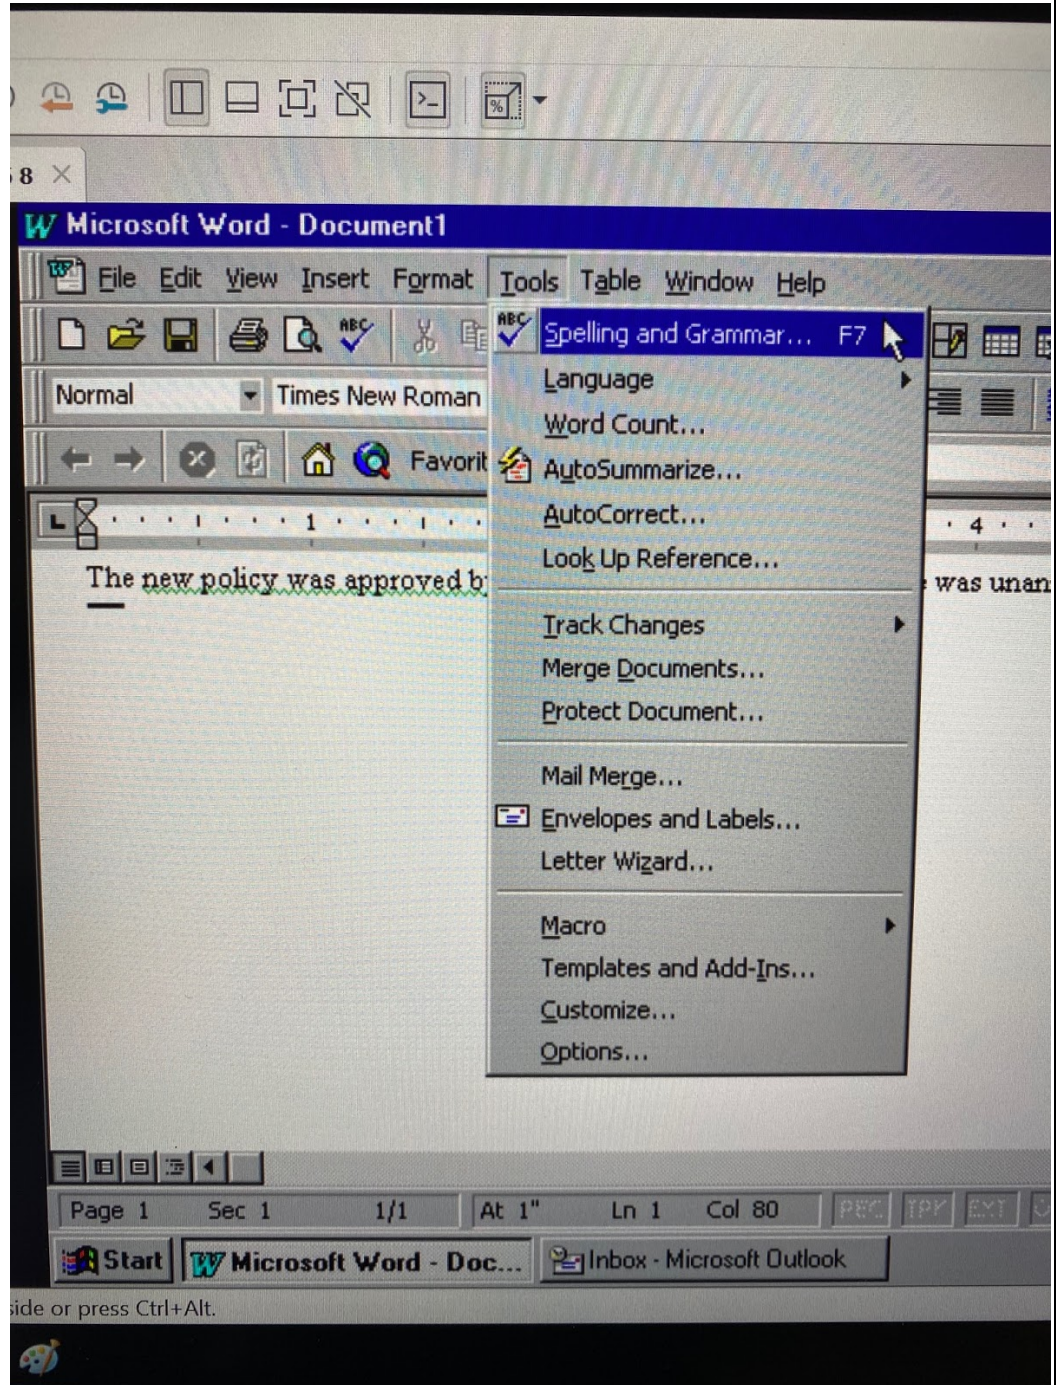 8
Microsoft Word - Document1
File Edit View Insert Format Tools Table Window Help
ABC
ABC
Spelling and Grammar... F7
Normal Times New Roman
Language
Word Count...
Favorit
AutoSummarize...
AutoCorrect...
1 4
Look Up Reference...
The new policy was approved b was unan
Track Changes
Merge Documents...
Protect Document...
Mail Merge...
Envelopes and Labels...
Letter Wizard...
Macro
Templates and Add-Ins...
Customize...
Options...
Page 1 Sec 1 1/1 At 1" Ln 1 Col 80 REC TRK EXT
Start Microsoft Word - Doc... Inbox - Microsoft Outlook
side or press Ctrl+Alt.